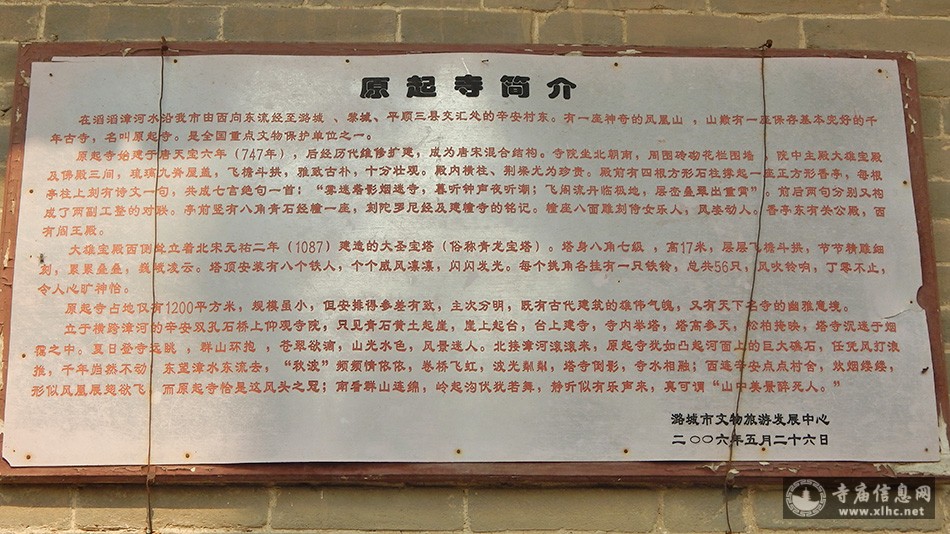 原起寺简介
在滔滔漳河水沿我市由西向东流经至潞城、黎城、平顺三县交汇处的辛安村东。有一座神奇的凤凰山，山巅有一座保存基本完好的千
年古寺，名叫原起寺。是全国重点文物保护单位之一。
原起寺始建于唐天宝六年（747年），后经历代维修扩建，成为唐宋混合结构。寺院坐北朝南，周围砖砌花栏围墙，院中主殿大雄宝殿
及佛殿三间，琉璃九脊屋盖，飞檐斗拱，雅致古朴，十分壮观。殿内横柱、荆梁尤为珍贵。殿前有四根方形石柱撑起一座正方形香亭，每根
亭柱上刻有诗文一句，共成七言绝句一首：“雾迷塔影烟迷寺，暮听钟声夜听潮；飞阁流丹临极地，层峦叠翠出重霄”。前后两句分别又构
成了两副工整的对联。亭前竖有八角青石经幢一座，刻陀罗尼经及建幢寺的铭记。幢座八面雕刻侍女乐人，风姿动人。香亭东有关公殿，西
有阎王殿。
大雄宝殿西侧处立着北宋元祐二年（1087）建造的大圣宝塔（俗称青龙宝塔）。塔身八角七级，高17米，层层飞檐斗拱，节节精雕细
刻，累累叠叠，巍峨凌云。塔顶安装有八个铁人，个个威风凛凛，闪闪发光。每个挑角各挂有一只铁铃，总共56只，风吹铃响，丁零不止，
令人心旷神怡。
原起寺占地仅有1200平方米，规模虽小，但安排得参差有致，主次分明，既有古代建筑的雄伟气魄，又有天下名寺的幽雅意境。
立于横跨漳河的辛安双孔石桥上仰观寺院，只见青石黄土起崖，崖上起台，台上建寺，寺内举塔，塔高参天，松柏掩映，塔寺沉迷于烟
霭之中。夏日登寺远眺，群山环抱，苍翠欲滴，山光水色，风景迷人。北接漳河滚滚来，原起寺犹如凸起河面上的巨大礁石，任凭风打浪
推，千年岿然不动；东望漳水东流去，“秋波”频频情依依，卷桥飞虹，波光粼粼，塔寺倒影，寺水相融；西近辛安点点村舍，炊烟缕缕，
形似凤凰展翅欲飞，而原起寺恰是这凤头之冠；南看群山连绵，岭起沟伏犹若舞，静听似有乐声来，真可谓“山中美景醉死人。”
潞城市文物旅游发展中心
二〇〇六年五月二十六日
寺庙信息网
www.xlhc.net